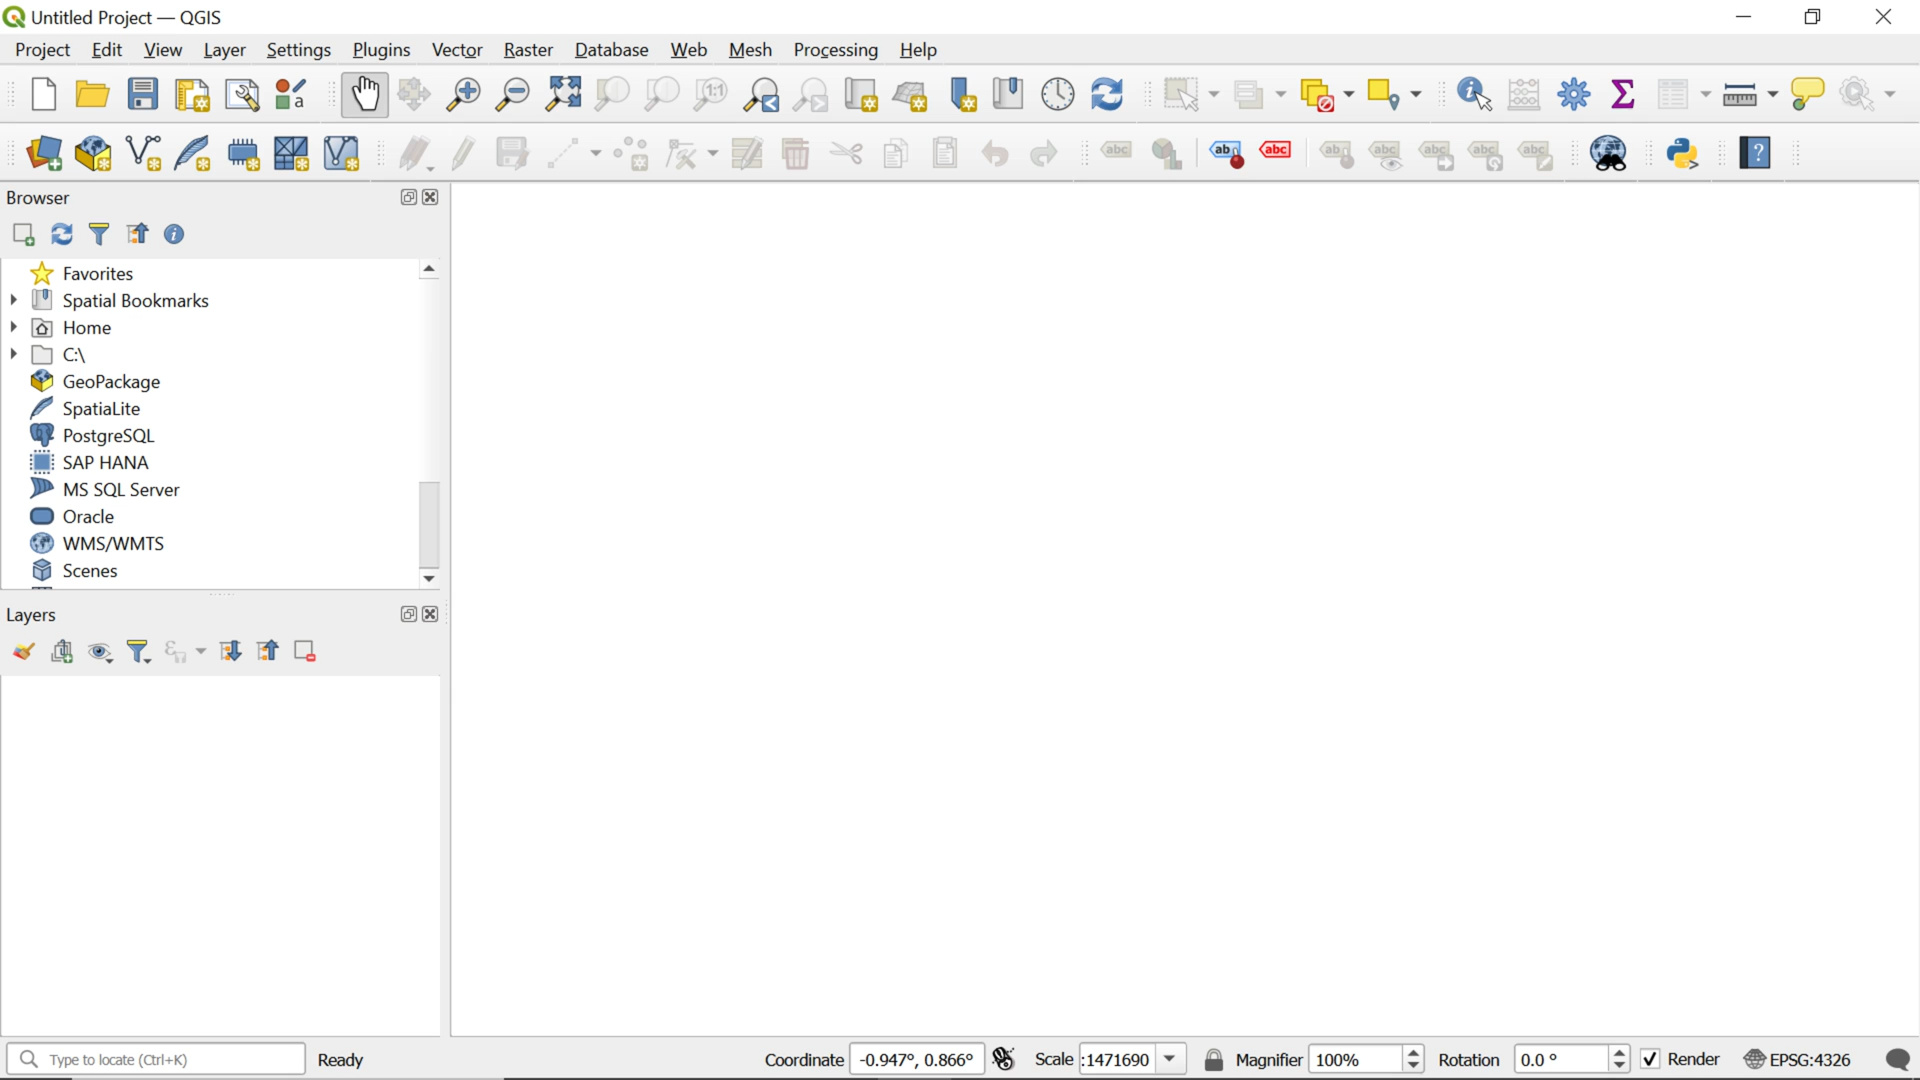 Untitled Project — QGIS
Project Edit View Layer Settings Plugins Vector Raster Database Web Mesh Processing Help
Browser
Favorites
Spatial Bookmarks
Home
C:\
GeoPackage
SpatiaLite
PostgreSQL
SAP HANA
MS SQL Server
Oracle
WMS/WMTS
Scenes
Layers
Type to locate (Ctrl+K) Ready Coordinate -0.947°, 0.866° Scale :1471690 Magnifier 100% Rotation 0.0 ° Render EPSG:4326